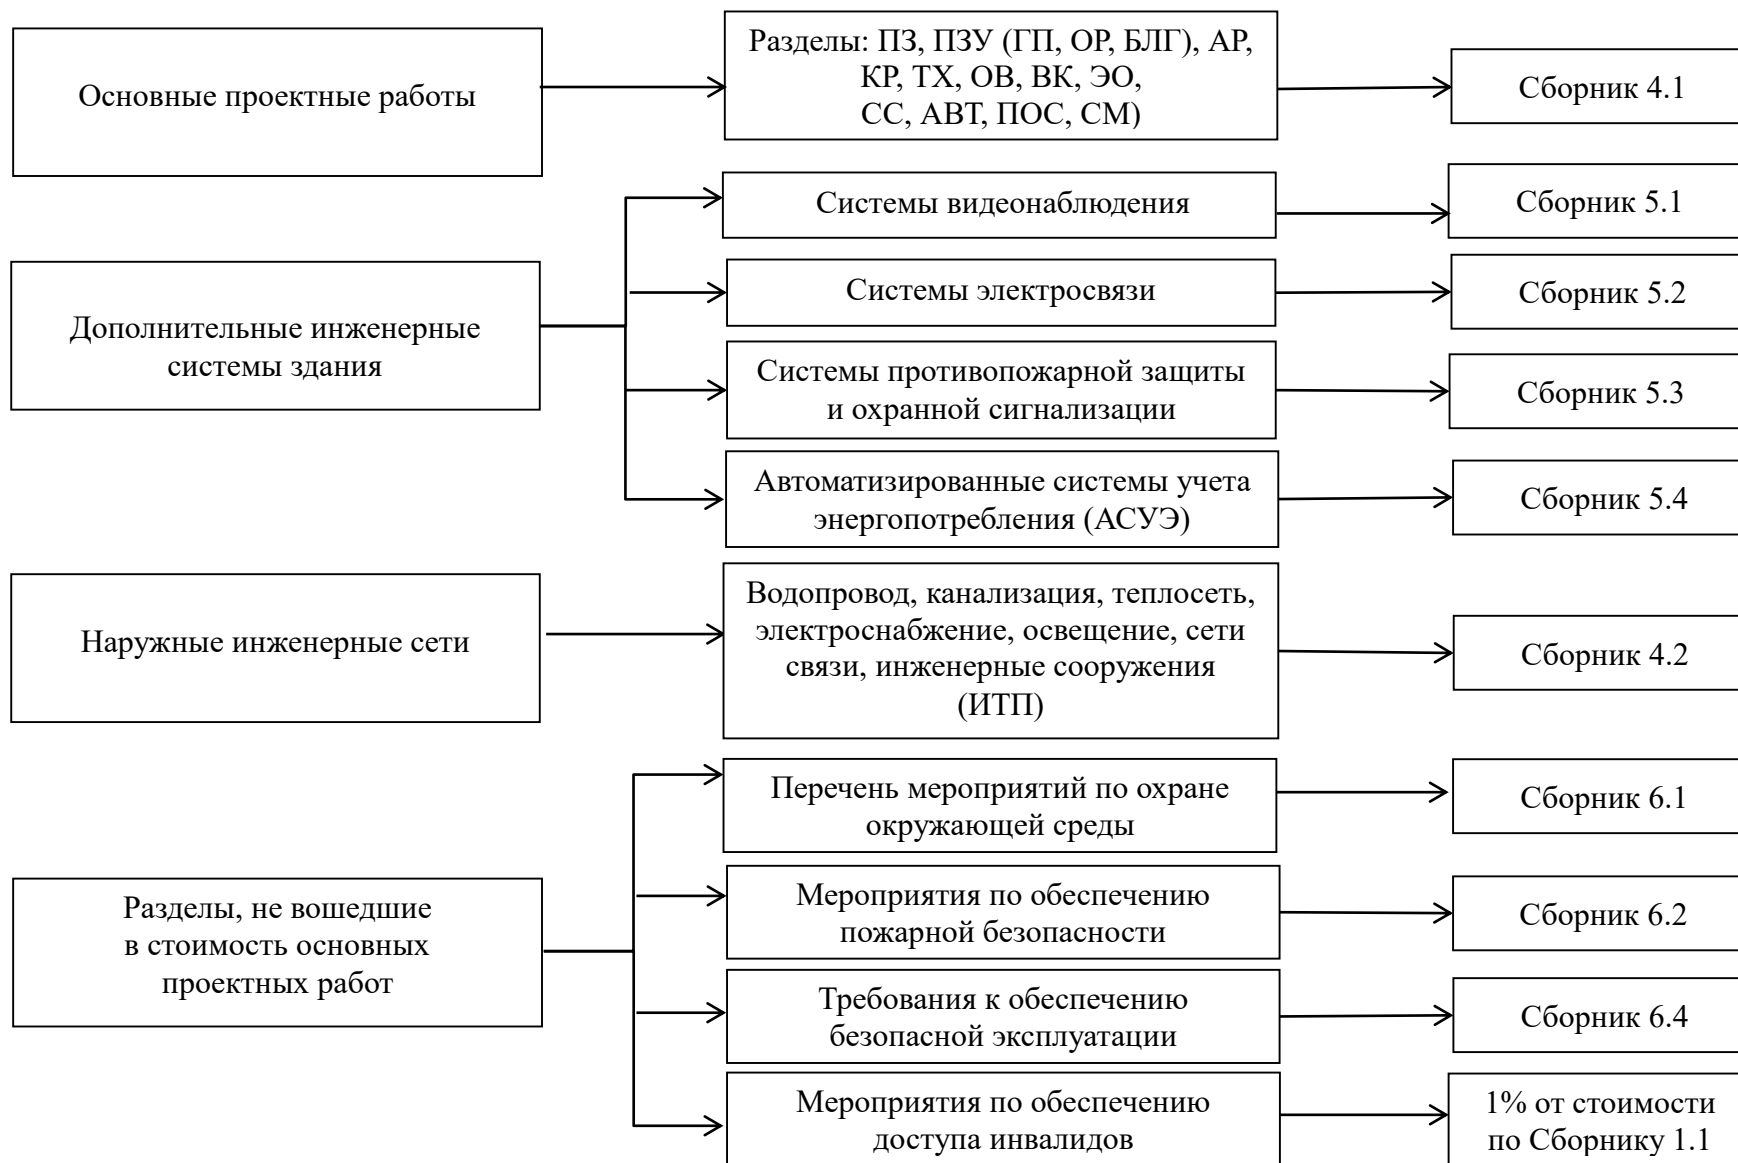 Основные проектные работы
Разделы: ПЗ, ПЗУ (ГП, ОР, БЛГ), АР,
КР, ТХ, ОВ, ВК, ЭО,
СС, АВТ, ПОС, СМ)
Сборник 4.1
Дополнительные инженерные
системы здания
Системы видеонаблюдения
Сборник 5.1
Системы электросвязи
Сборник 5.2
Системы противопожарной защиты
и охранной сигнализации
Сборник 5.3
Автоматизированные системы учета
энергопотребления (АСУЭ)
Сборник 5.4
Наружные инженерные сети
Водопровод, канализация, теплосеть,
электроснабжение, освещение, сети
связи, инженерные сооружения
(ИТП)
Сборник 4.2
Разделы, не вошедшие
в стоимость основных
проектных работ
Перечень мероприятий по охране
окружающей среды
Сборник 6.1
Мероприятия по обеспечению
пожарной безопасности
Сборник 6.2
Требования к обеспечению
безопасной эксплуатации
Сборник 6.4
Мероприятия по обеспечению
доступа инвалидов
1% от стоимости
по Сборнику 1.1